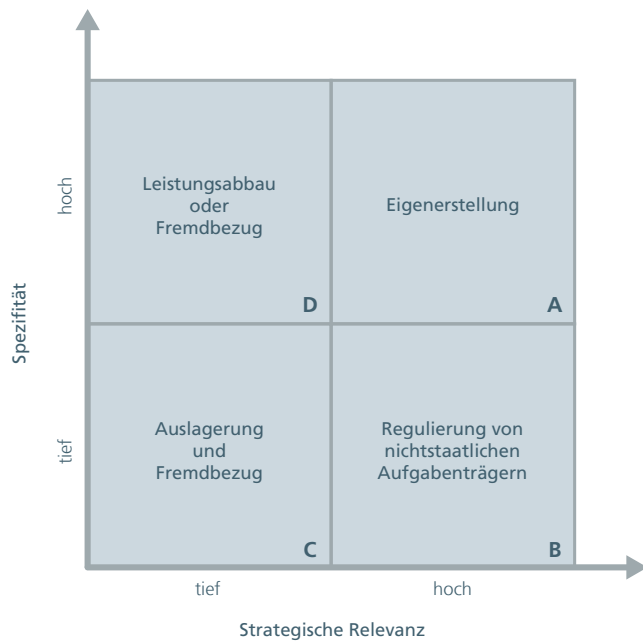 Spezifität
hoch
tief
Leistungsabbau
oder
Fremdbezug
D
Eigenerstellung
A
Auslagerung
und
Fremdbezug
C
Regulierung von
nichtstaatlichen
Aufgabenträgern
B
tief
hoch
Strategische Relevanz